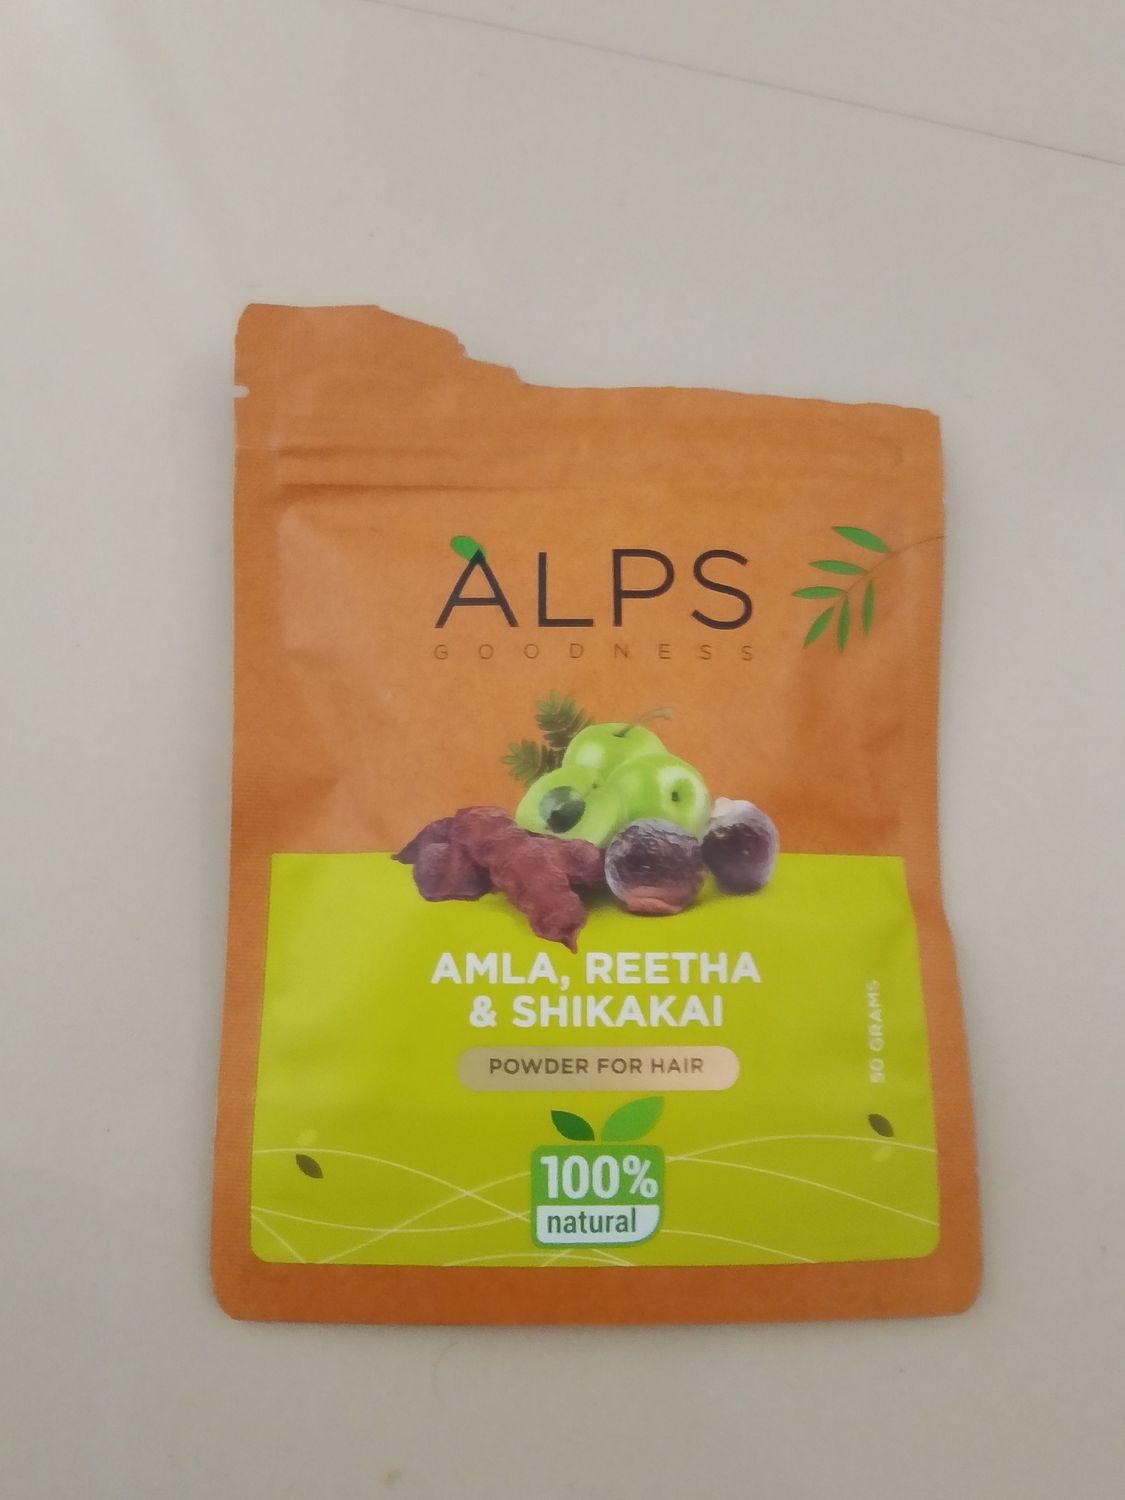 ALPS
GOODNESS
AMLA, REETHA
& SHIKAKAI
POWDER FOR HAIR
50 GRAMS
100%
natural